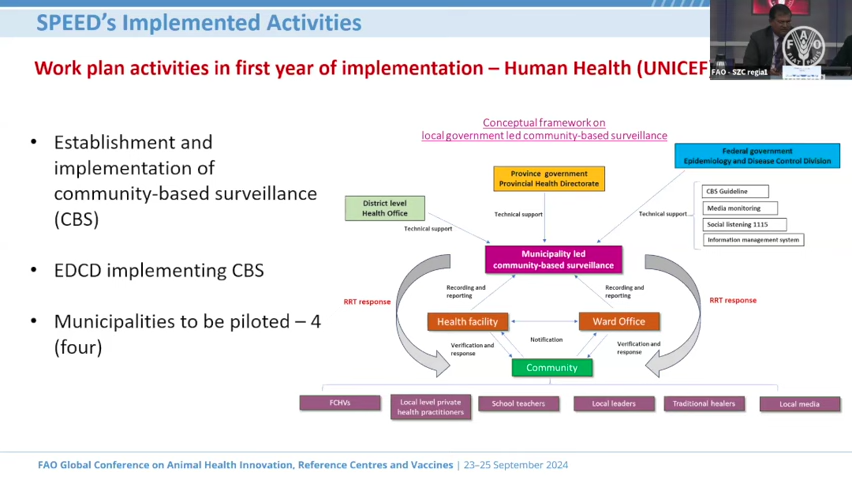 SPEED's Implemented Activities
Work plan activities in first year of implementation – Human Health (UNICEF
FAO - SZC regia1
• Establishment and
implementation of
community-based surveillance
(CBS)
• EDCD implementing CBS
• Municipalities to be piloted – 4
(four)
Conceptual framework on
local government led community-based surveillance
Federal government
Epidemiology and Disease Control Division
Province government
Provincial Health Directorate
District level
Health Office
CBS Guideline
Media monitoring
Social listening 1115
Information management system
Technical support
Technical support
Technical support...
Municipality led
community-based surveillance
RRT response
RRT response
Recording and
reporting
Recording and
reporting
Health facility
Ward Office
Notification
Verification and
response
Verification and
response
Community
FCHVs
Local level private
health practitioners
School teachers
Local leaders
Traditional healers
Local media
FAO Global Conference on Animal Health Innovation, Reference Centres and Vaccines | 23–25 September 2024